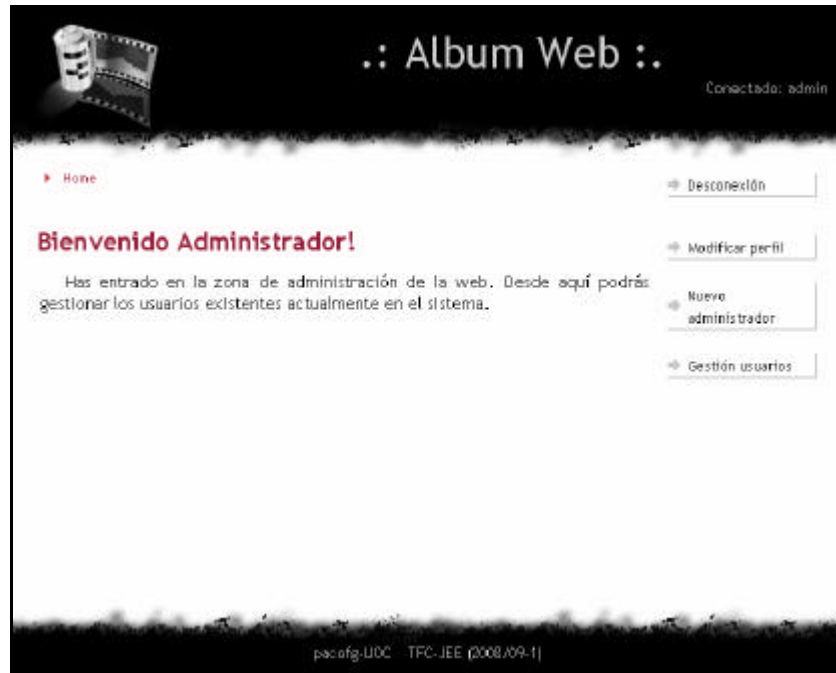 .: Album Web :.
Conectado: admin
Home
Desconexión
Bienvenido Administrador!
Modificar perfil
Has entrado en la zona de administración de la web. Desde aquí podrás
gestionar los usuarios existentes actualmente en el sistema.
Nuevo
administrador
Gestión usuarios
pacofg-UOC TFC-JEE (2008/09-1)